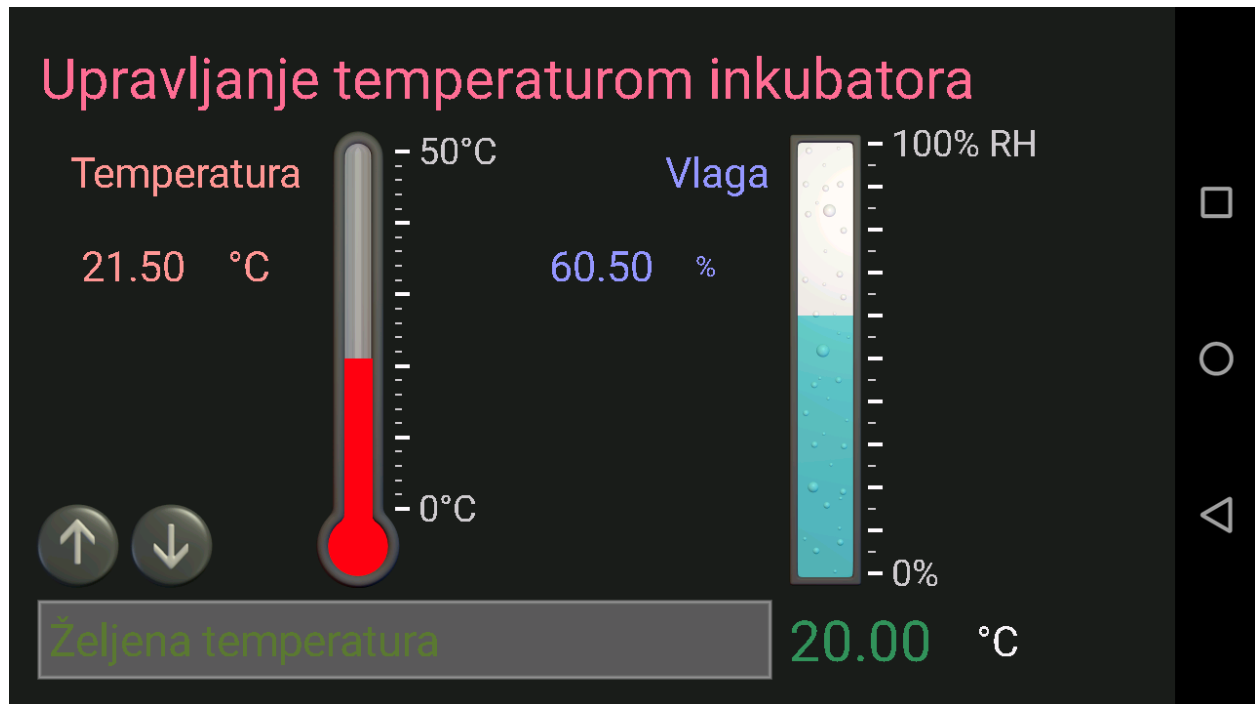 Upravljanje temperaturom inkubatora
Temperatura
21.50 °C
50°C
0°C
Vlaga
60.50 %
100% RH
0%
Željena temperatura
20.00 °C